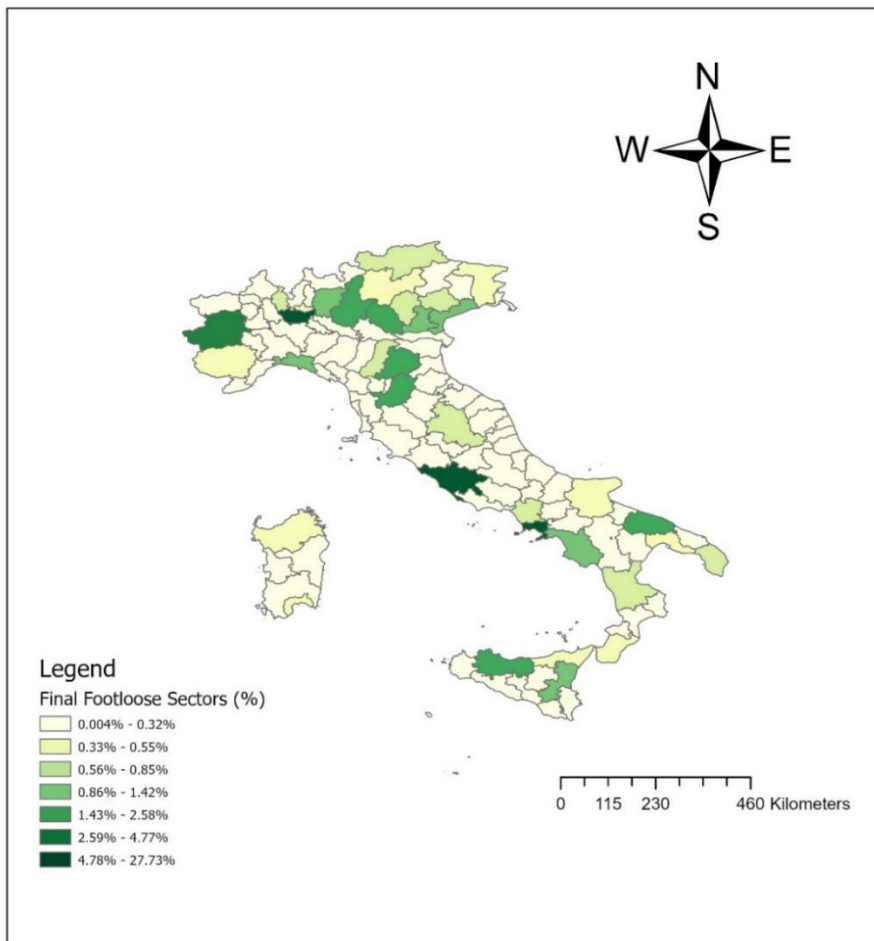 N
W E
S
Legend
Final Footloose Sectors (%)
0.004% - 0.32%
0.33% - 0.55%
0.56% - 0.85%
0.86% - 1.42%
1.43% - 2.58%
2.59% - 4.77%
4.78% - 27.73%
0 115 230 460 Kilometers